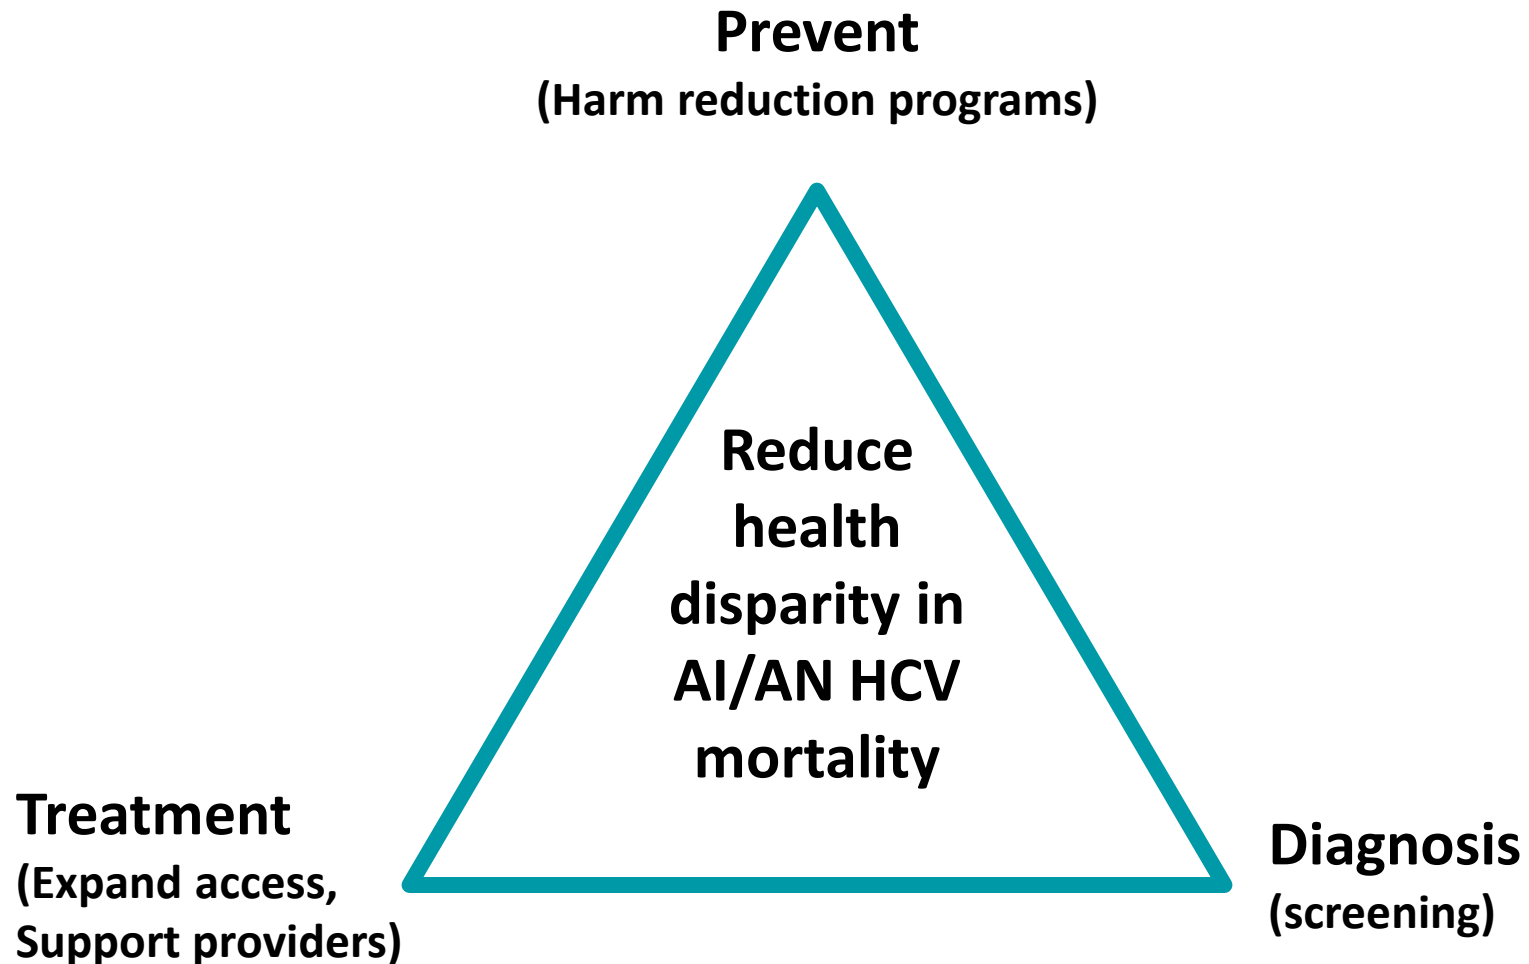 Prevent
(Harm reduction programs)
Reduce
health
disparity in
AI/AN HCV
mortality
Treatment
(Expand access,
Support providers)
Diagnosis
(screening)